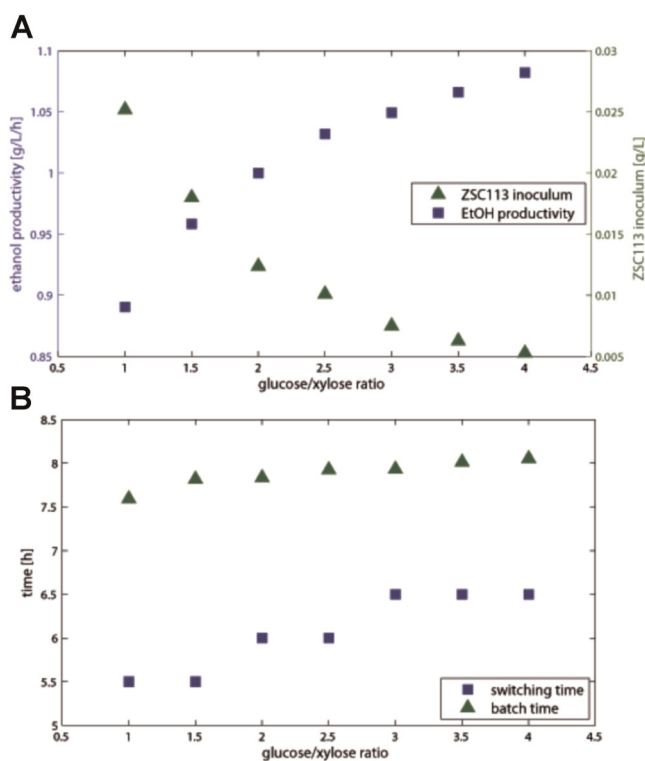 A
ethanol productivity [g/L/h]
1.1
1.05
1
0.95
0.9
0.85
0.03
0.025
0.02
0.015
0.01
0.005
ZSC113 inoculum [g/L]
ZSC113 inoculum
EtOH productivity
0.5 1 1.5 2 2.5 3 3.5 4 4.5
glucose/xylose ratio
B
time [h]
8.5
8
7.5
7
6.5
6
5.5
5
switching time
batch time
0.5 1 1.5 2 2.5 3 3.5 4 4.5
glucose/xylose ratio